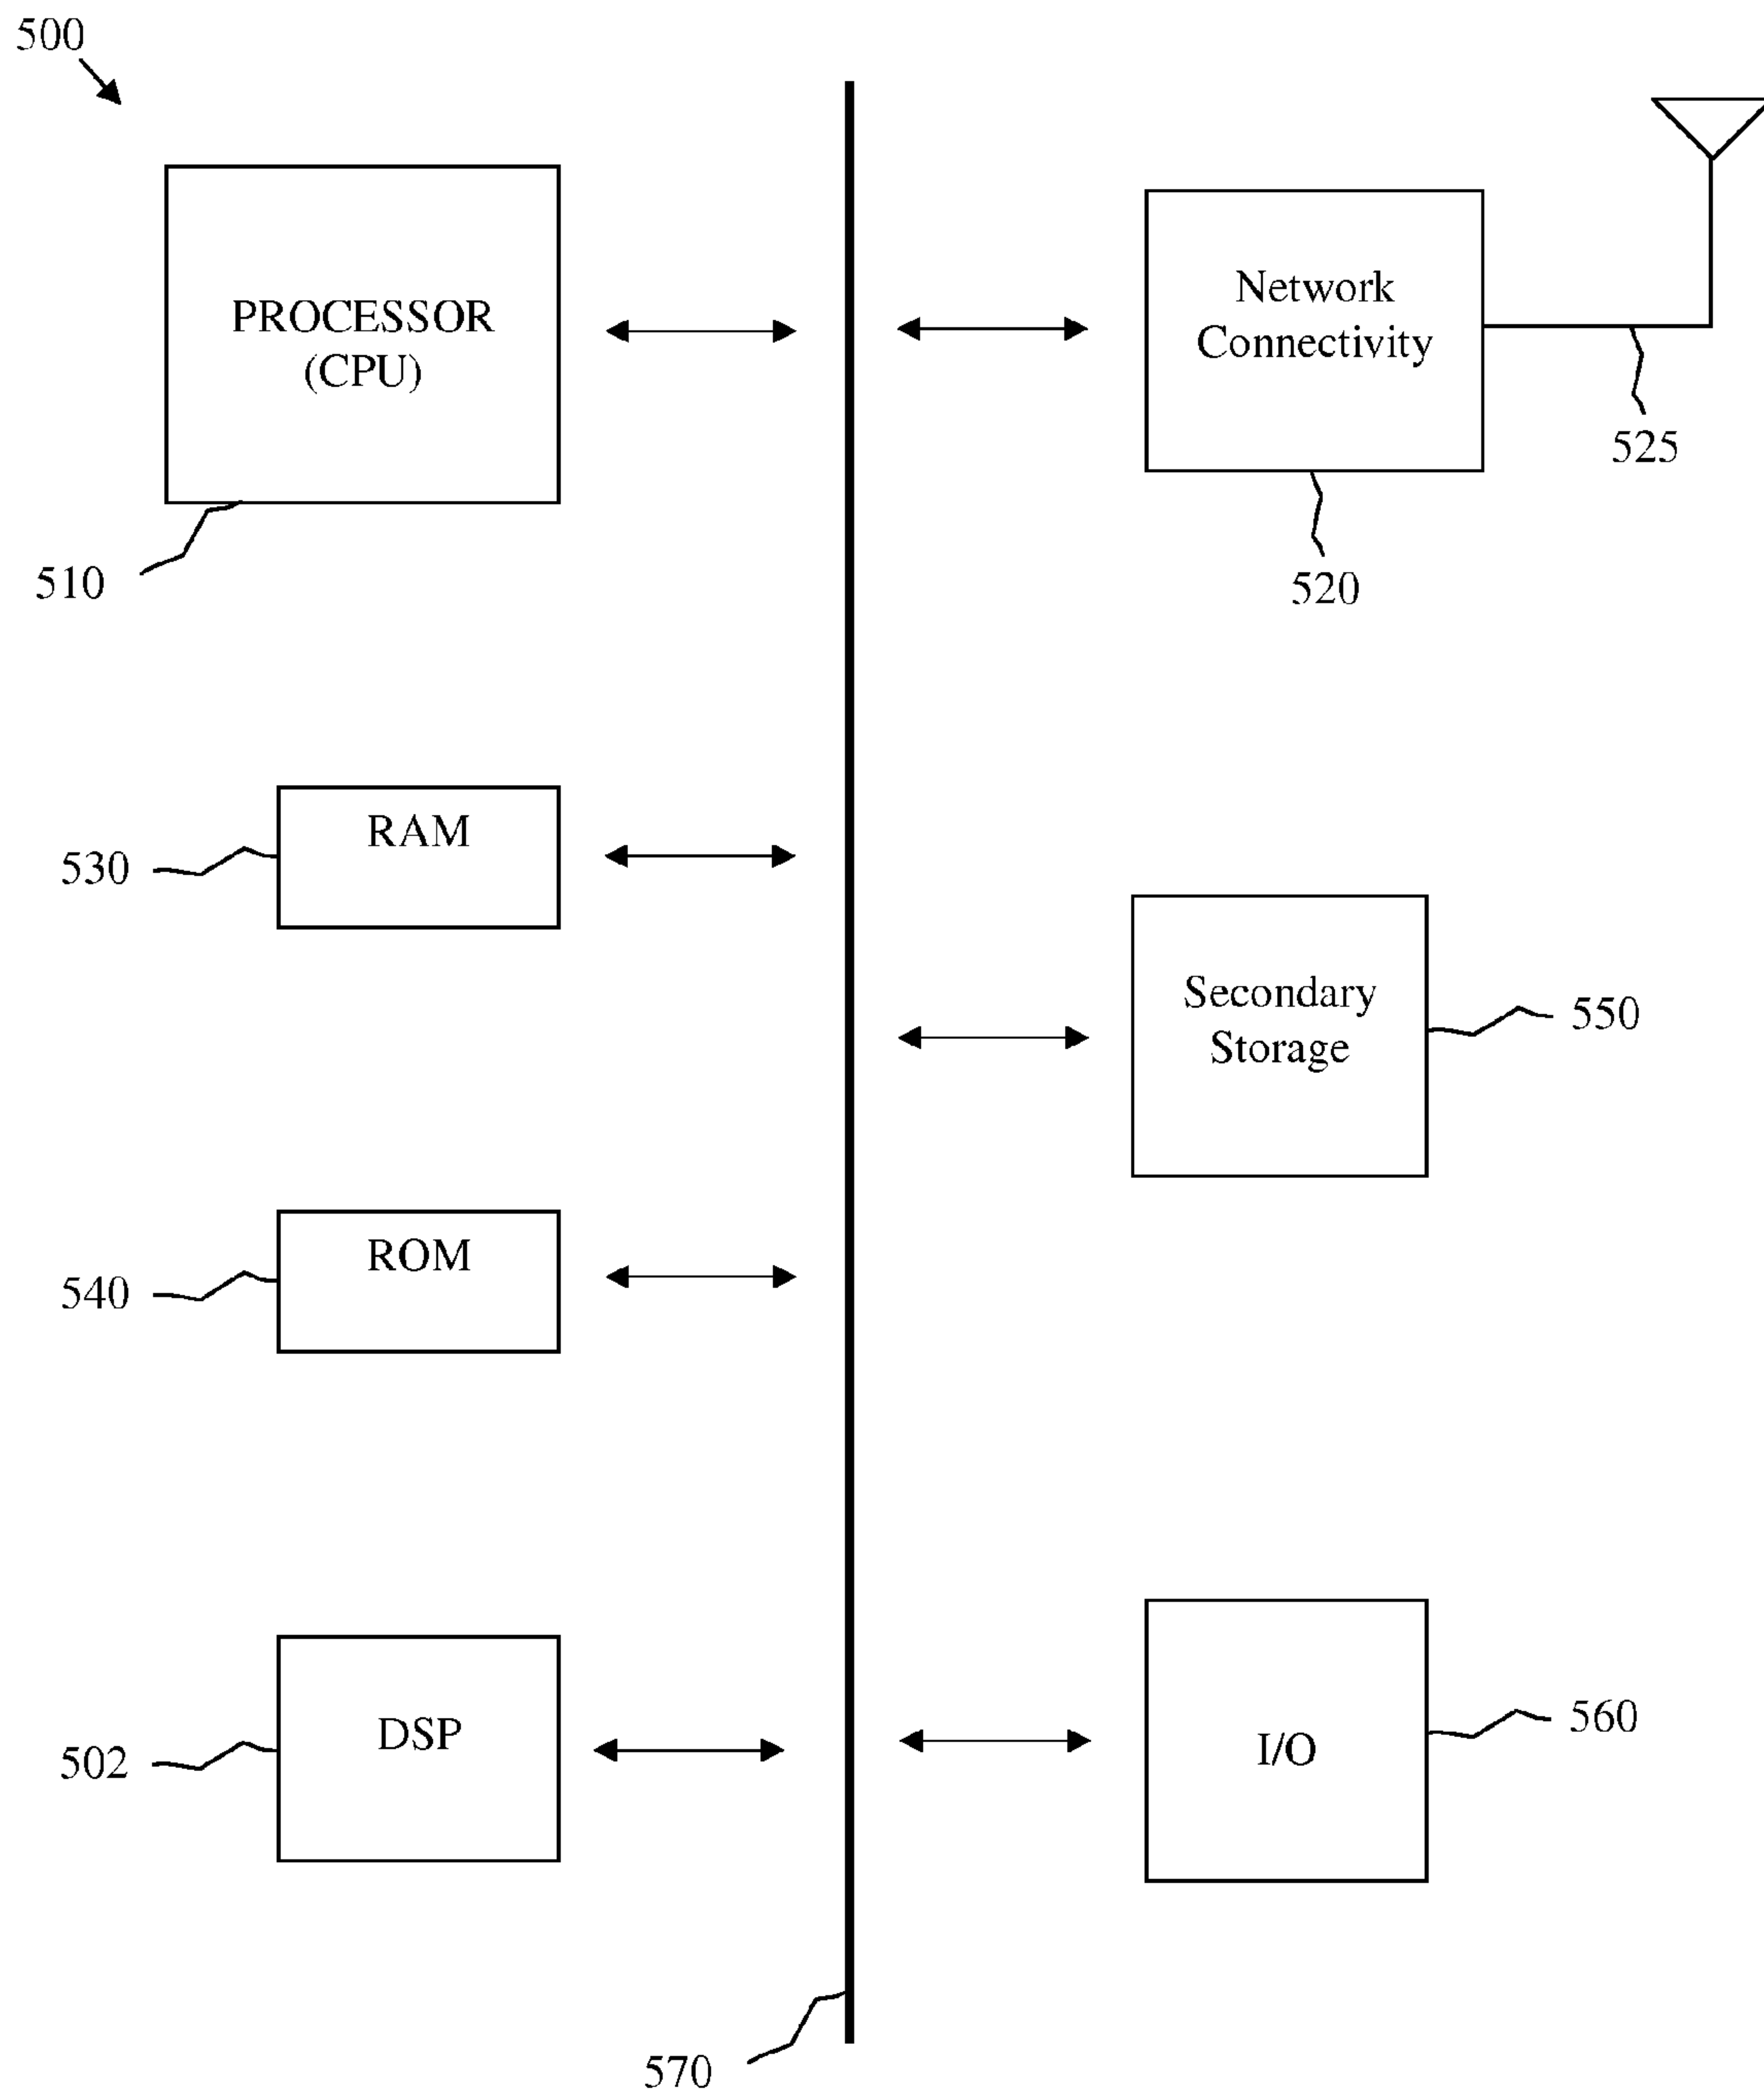 500
PROCESSOR
(CPU)
510
Network
Connectivity
525
520
RAM
530
Secondary
Storage
550
ROM
540
DSP
502
I/O
560
570